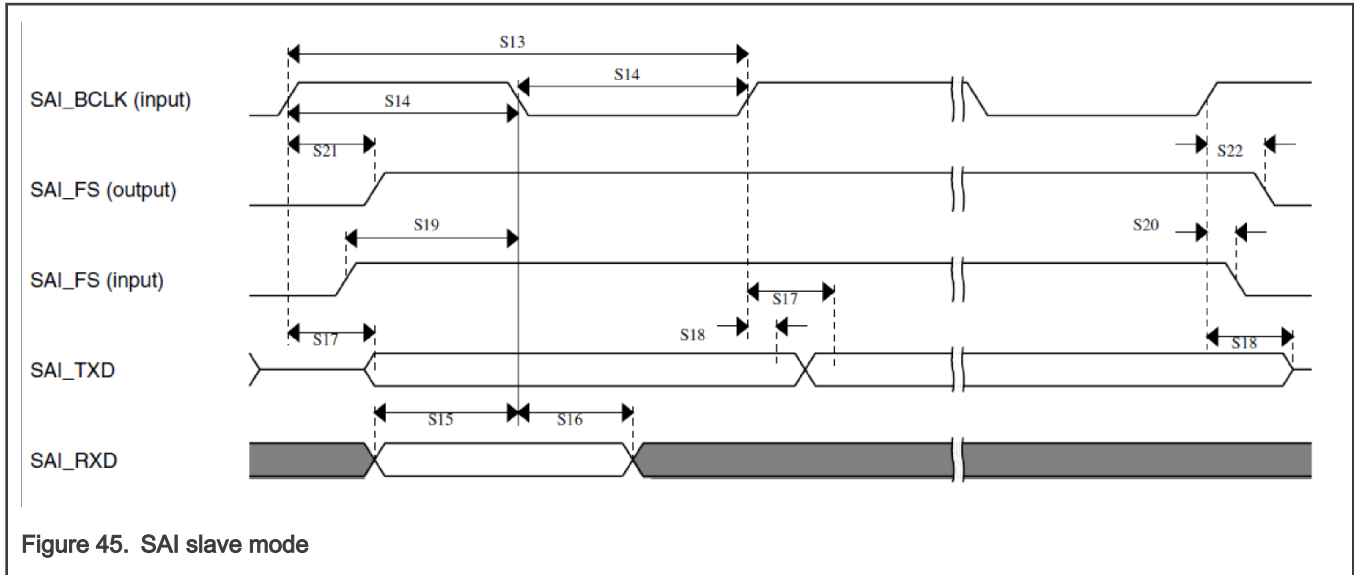 S13
SAI_BCLK (input)
S14
S14
S21
S22
SAI_FS (output)
S19
S20
SAI_FS (input)
S17
S17
S18
S18
SAI_TXD
S15
S16
SAI_RXD
Figure 45. SAI slave mode